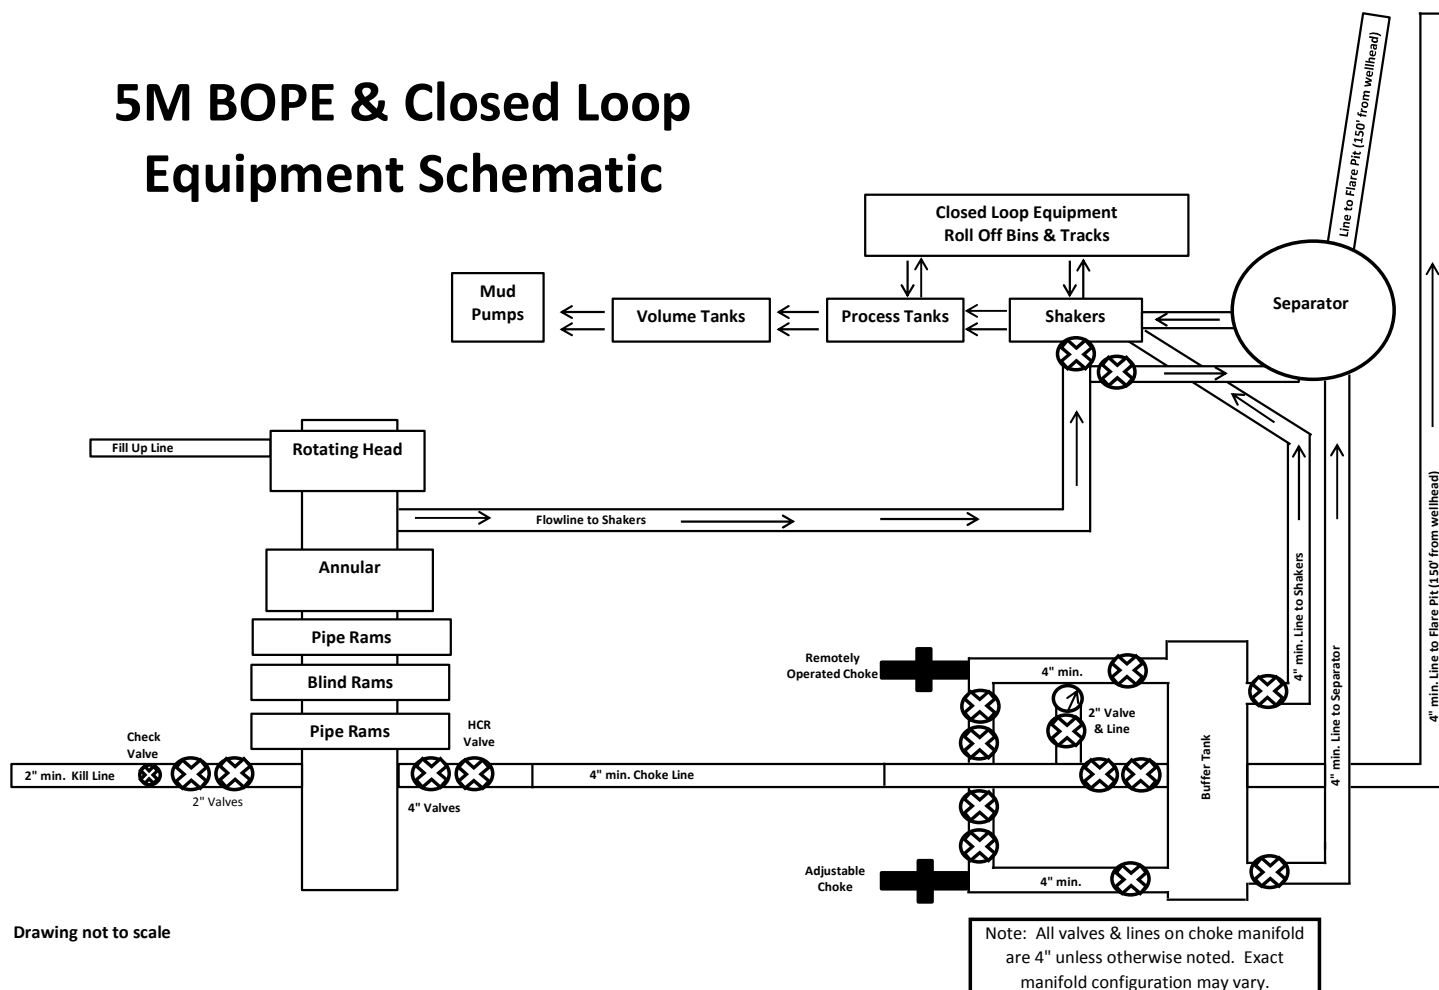 5M BOPE & Closed Loop
Equipment Schematic
Line to Flare Pit (150' from wellhead)
Closed Loop Equipment
Roll Off Bins & Tracks
Mud
Pumps
Volume Tanks
Process Tanks
Shakers
Separator
Fill Up Line
Rotating Head
Flowline to Shakers
Annular
Pipe Rams
Blind Rams
Pipe Rams
Check
Valve
HCR
Valve
2" min.  Kill Line
2" Valves
4" Valves
4" min. Choke Line
Remotely
Operated Choke
4" min.
2" Valve
& Line
Buffer Tank
Adjustable
Choke
4" min.
4" min. Line to Shakers
4" min. Line to Separator
4" min. Line to Flare Pit (150' from wellhead)
Drawing not to scale
Note:  All valves & lines on choke manifold
are 4" unless otherwise noted.  Exact
manifold configuration may vary.